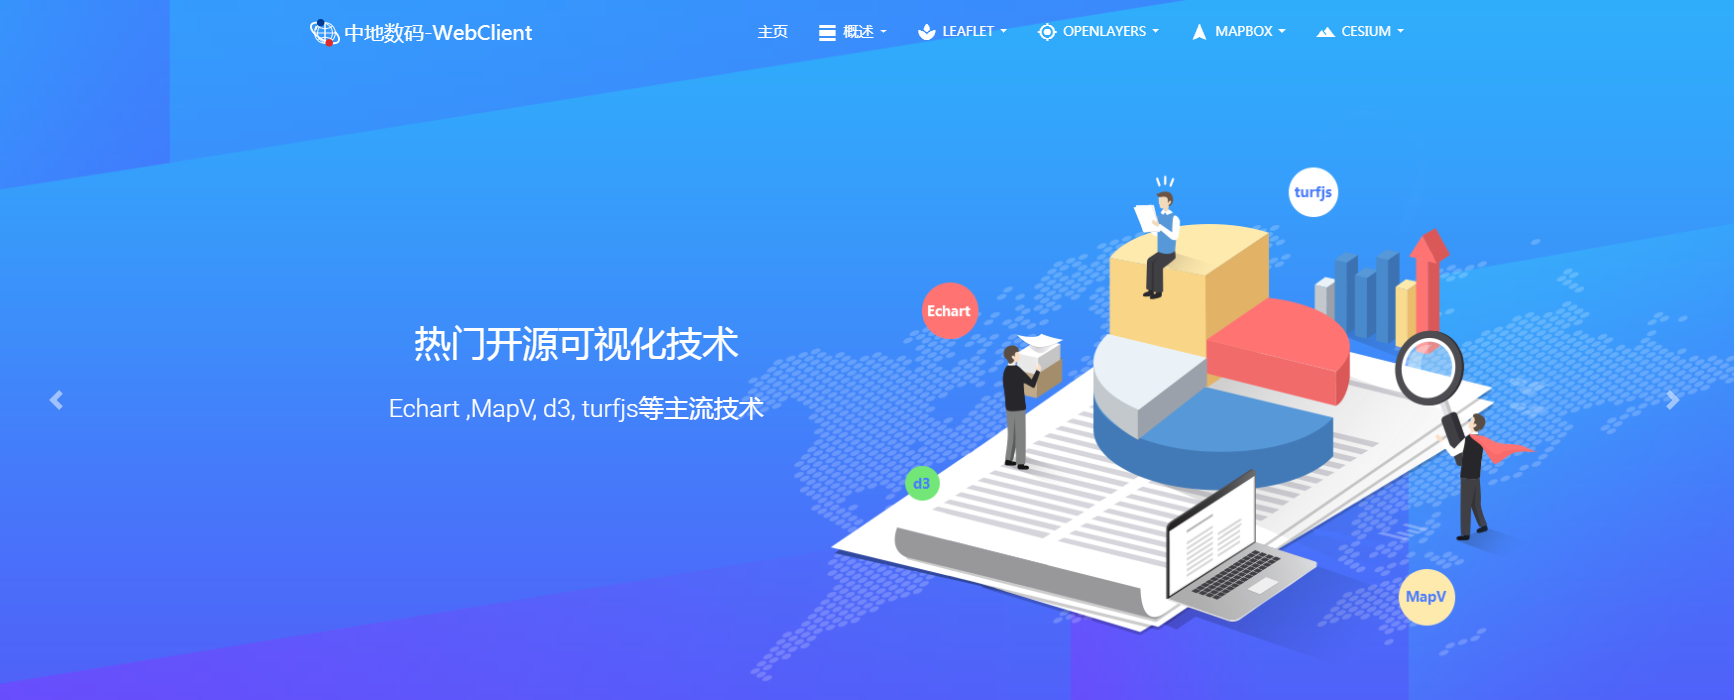 中地数码-WebClient
主页
概述
LEAFLET
OPENLAYERS
MAPBOX
CESIUM
turfjs
Echart
热门开源可视化技术
Echart ,MapV, d3, turfjs等主流技术
d3
MapV